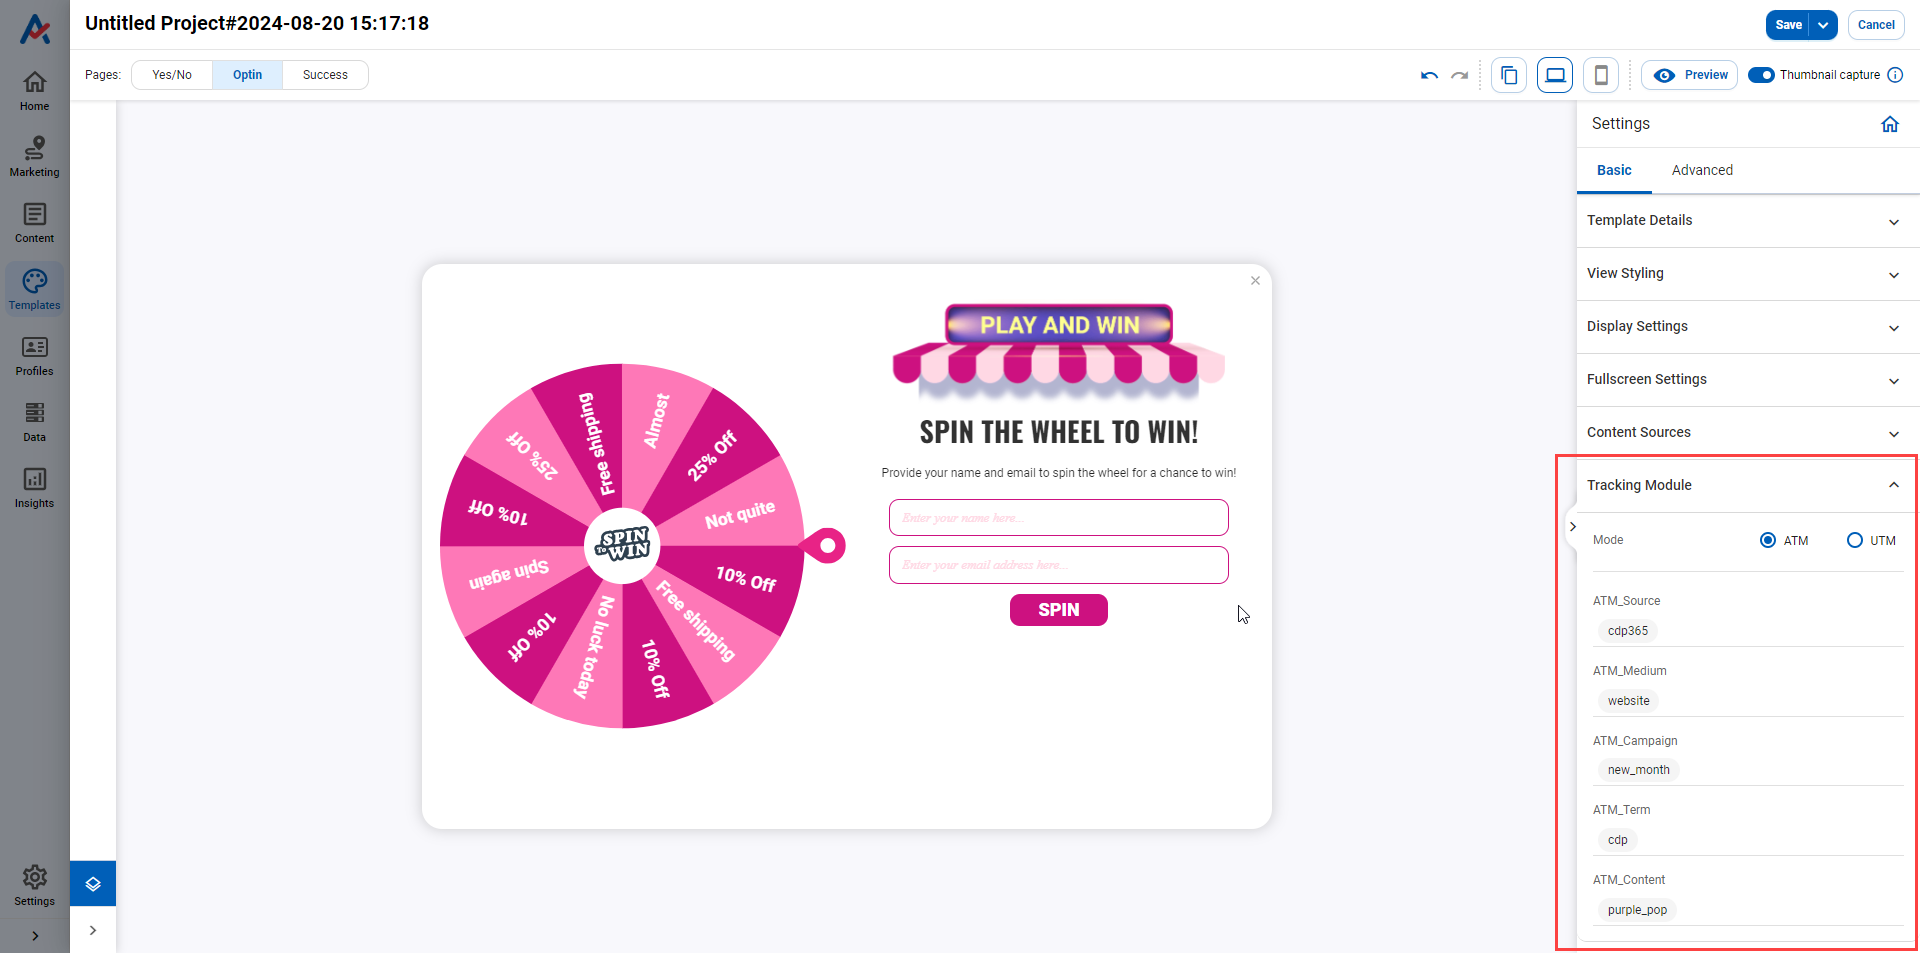 Untitled Project#2024-08-20 15:17:18
Save
Cancel
Pages:
Yes/No
Optin
Success
Preview
Thumbnail capture
Home
Marketing
Content
Templates
Profiles
Data
Insights
Settings
Almost
25% Off
Not quite
10% Off
Free shipping
10% Off
No luck today
10% Off
Spin again
10% Off
25% Off
Free shipping
SPIN
TO
WIN
PLAY AND WIN
SPIN THE WHEEL TO WIN!
Provide your name and email to spin the wheel for a chance to win!
Enter your name here...
Enter your email address here...
SPIN
Settings
Basic
Advanced
Template Details
View Styling
Display Settings
Fullscreen Settings
Content Sources
Tracking Module
Mode
ATM
UTM
ATM_Source
cdp365
ATM_Medium
website
ATM_Campaign
new_month
ATM_Term
cdp
ATM_Content
purple_pop